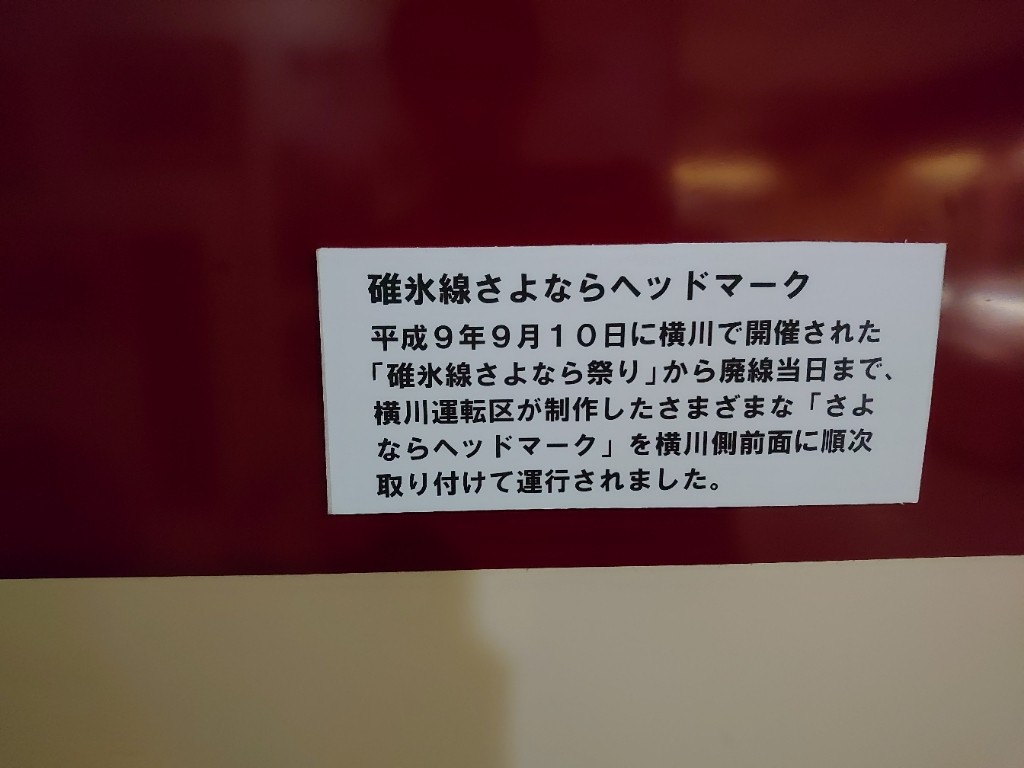 碓氷線さよならヘッドマーク
平成９年９月１０日に横川で開催された
「碓氷線さよなら祭り」から廃線当日まで、
横川運転区が制作したさまざまな「さよ
ならヘッドマーク」を横川側前面に順次
取り付けて運行されました。